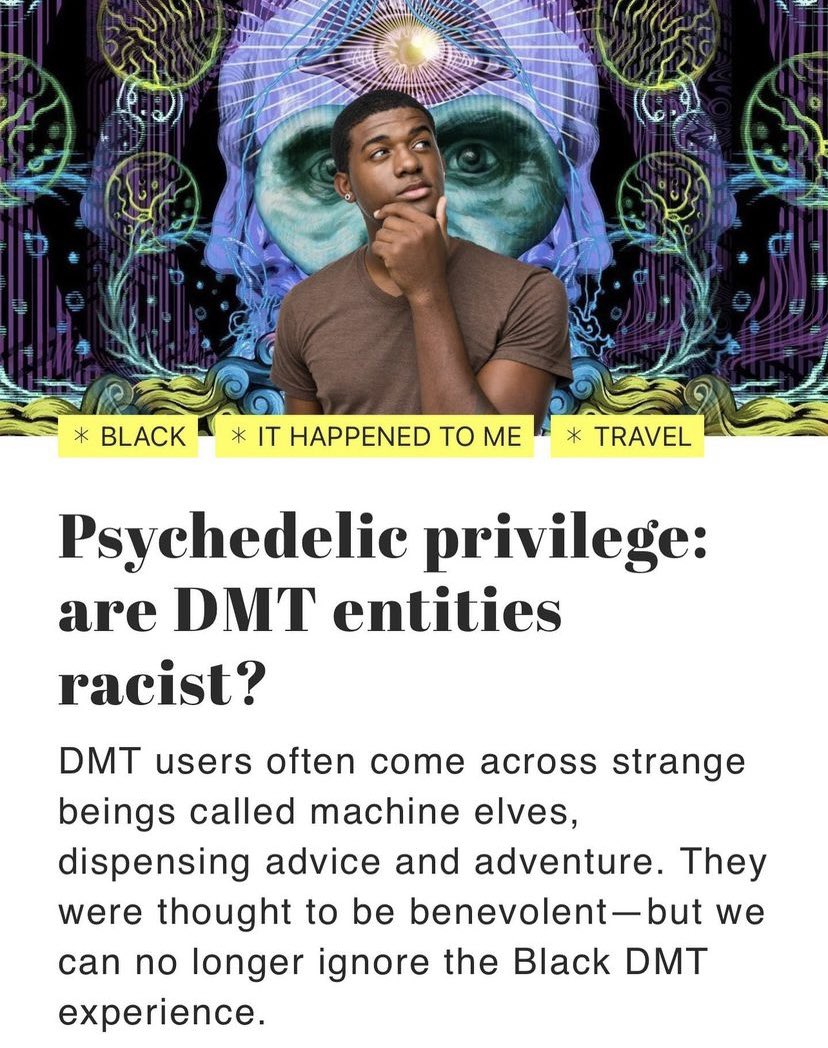 * BLACK * IT HAPPENED TO ME * TRAVEL
Psychedelic privilege:
are DMT entities
racist?
DMT users often come across strange
beings called machine elves,
dispensing advice and adventure. They
were thought to be benevolent—but we
can no longer ignore the Black DMT
experience.